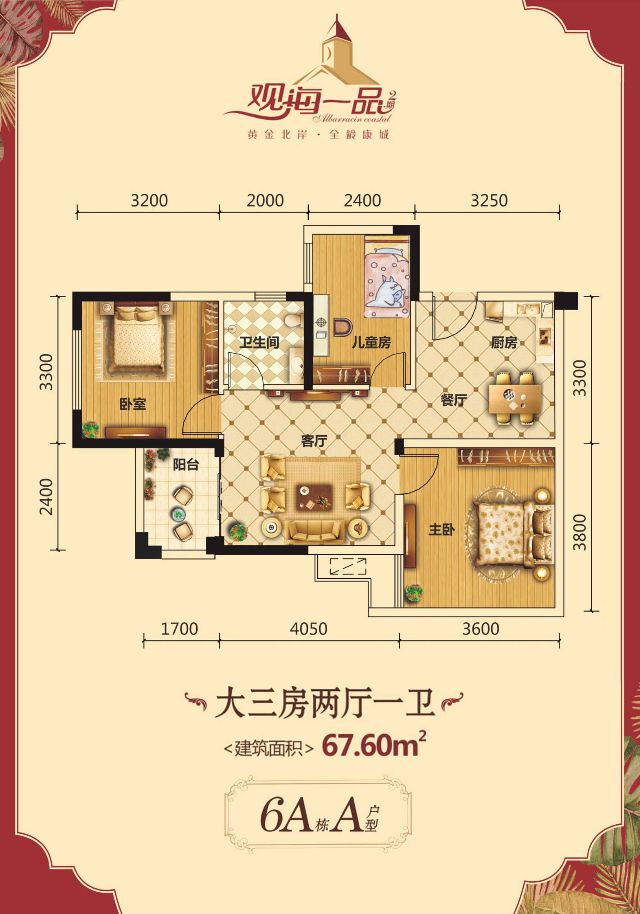 观海一品2期
Albarracin coastal
黄金北岸·全龄康城
3200 2000 2400 3250
3300
2400
3300
3800
卫生间
儿童房
厨房
卧室
餐厅
客厅
阳台
主卧
1700 4050 3600
大三房两厅一卫
<建筑面积> 67.60m²
6A栋A户型